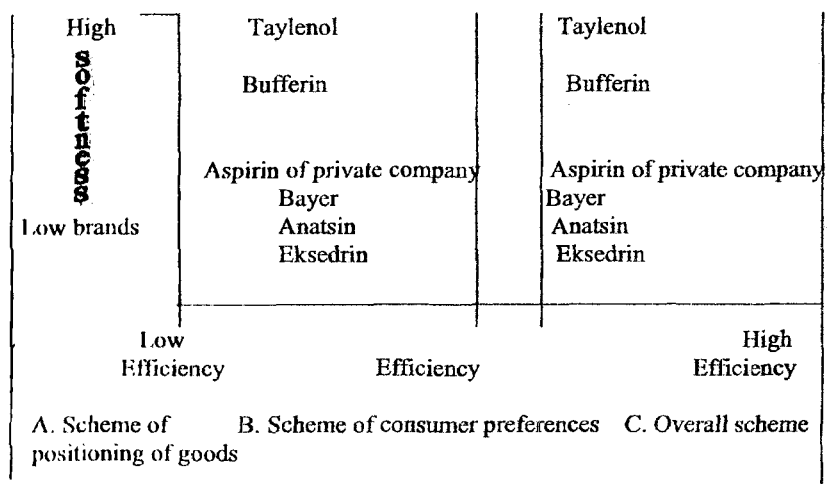 High Taylenol Taylenol
softness
Bufferin Bufferin
Aspirin of private company Aspirin of private company
Bayer Bayer
Low brands Anatsin Anatsin
Eksedrin Eksedrin
Low High
Efficiency Efficiency Efficiency
A. Scheme of B. Scheme of consumer preferences C. Overall scheme
positioning of goods